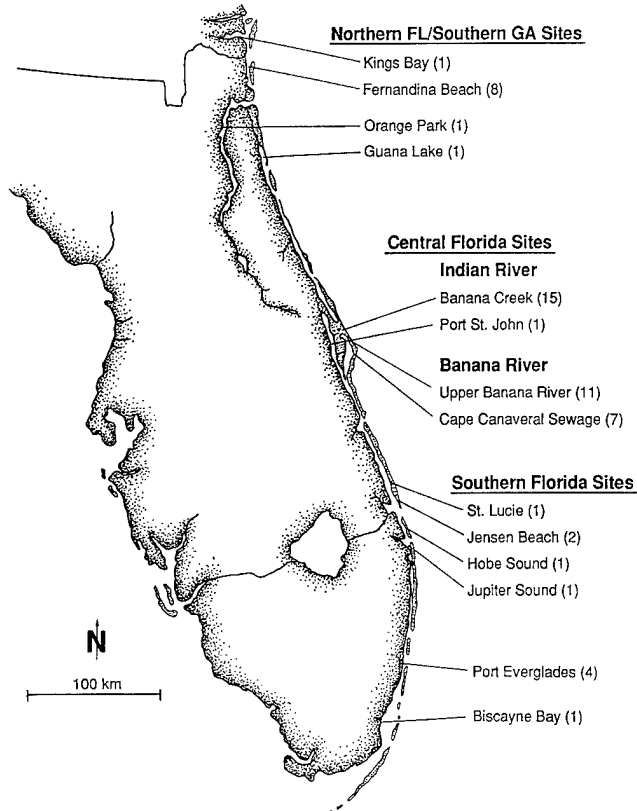 Northern FL/Southern GA Sites
Kings Bay (1)
Fernandina Beach (8)
Orange Park (1)
Guana Lake (1)
Central Florida Sites
Indian River
Banana Creek (15)
Port St. John (1)
Banana River
Upper Banana River (11)
Cape Canaveral Sewage (7)
Southern Florida Sites
St. Lucie (1)
Jensen Beach (2)
Hobe Sound (1)
Jupiter Sound (1)
Port Everglades (4)
Biscayne Bay (1)
N
100 km